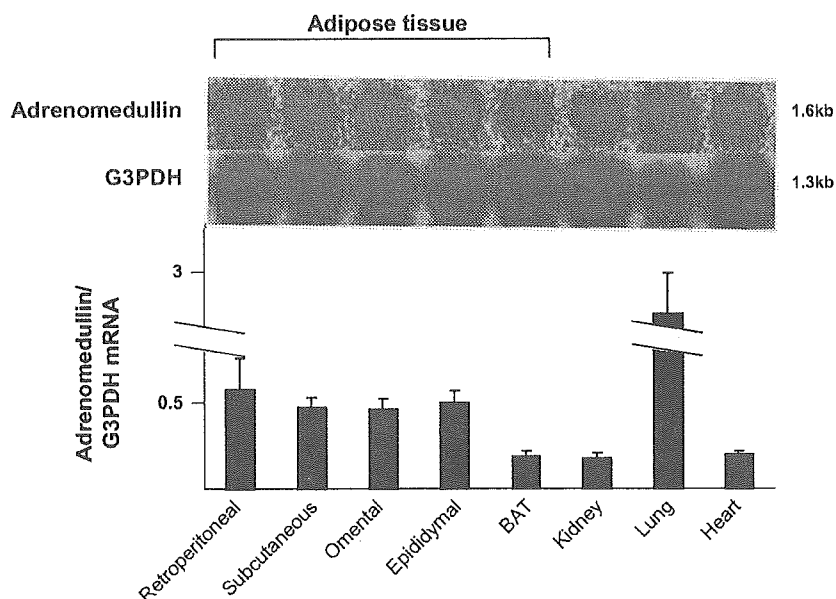 Adipose tissue
Adrenomedullin
1.6kb
G3PDH
1.3kb
3
0.5
Adrenomedullin/
G3PDH mRNA
Retroperitoneal
Subcutaneous
Omental
Epididymal
BAT
Kidney
Lung
Heart